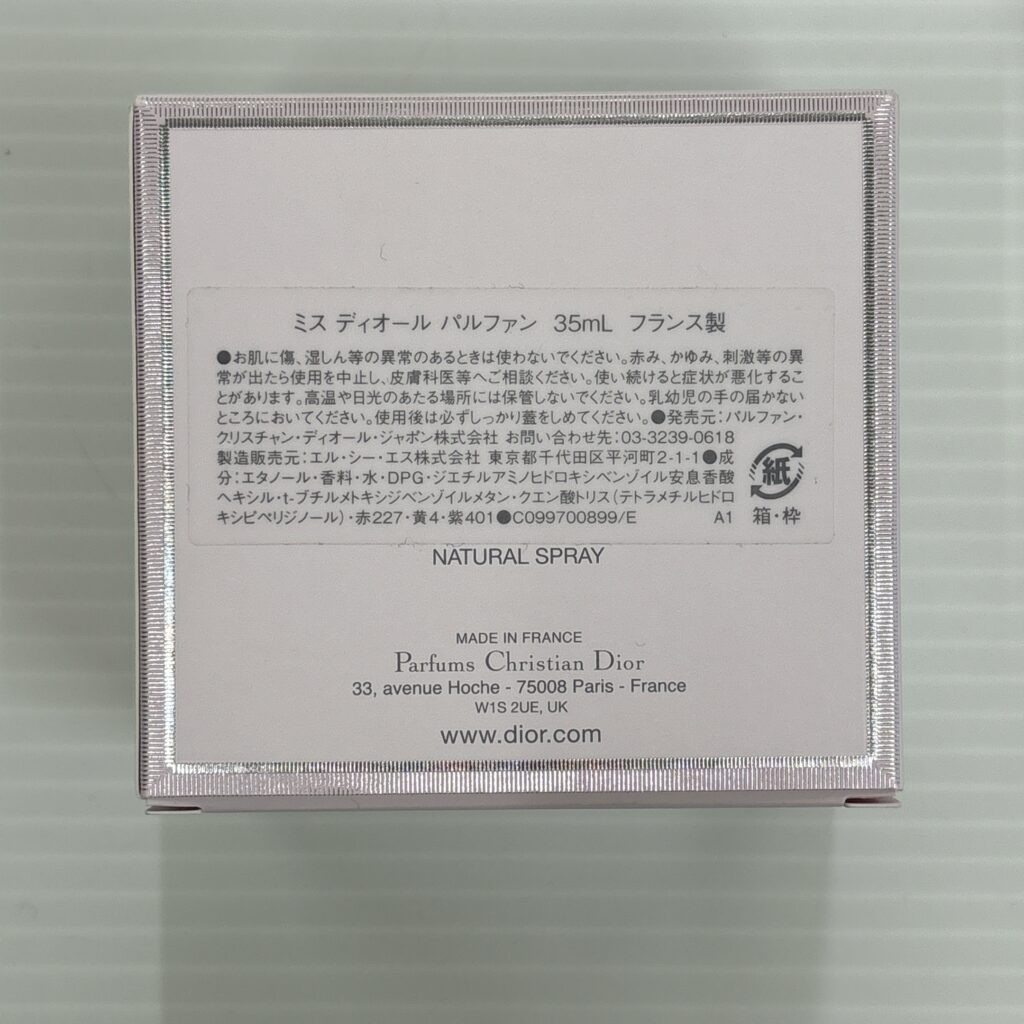 ミス ディオール パルファン 35mL フランス製
●お肌に傷、湿しん等の異常のあるときは使わないでください。赤み、かゆみ、刺激等の異
常が出たら使用を中止し、皮膚科医等へご相談ください。使い続けると症状が悪化するこ
とがあります。高温や日光のあたる場所には保管しないでください。乳幼児の手の届かない
ところにおいてください。使用後は必ずしっかり蓋をしめてください。●発売元：パルファン・
クリスチャン・ディオール・ジャポン株式会社 お問い合わせ先：03-3239-0618
製造販売元：エル・シー・エス株式会社 東京都千代田区平河町2-1-1●成
分：エタノール・香料・水・DPG・ジエチルアミノヒドロキシベンゾイル安息香酸
ヘキシル・t-ブチルメトキシジベンゾイルメタン・クエン酸トリス（テトラメチルヒドロ
キシピペリジノール）・赤227・黄4・紫401●C099700899/E A1
紙
箱・枠
NATURAL SPRAY
MADE IN FRANCE
Parfums Christian Dior
33, avenue Hoche - 75008 Paris - France
W1S 2UE, UK
www.dior.com